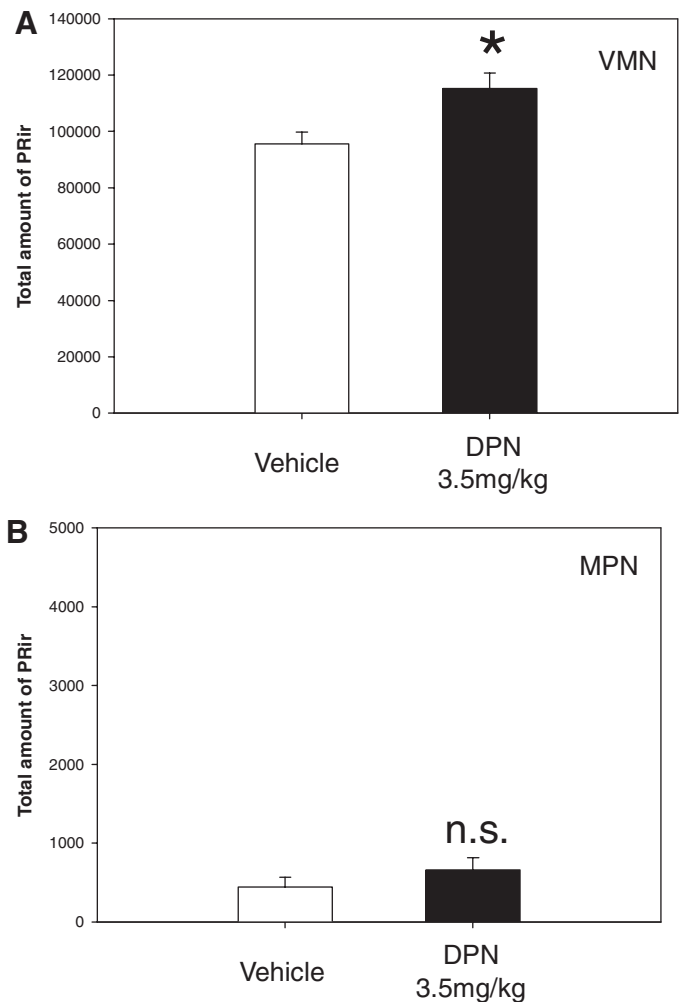 A
140000
*
VMN
120000
100000
80000
60000
40000
20000
0
Total amount of PRir
Vehicle
DPN
3.5mg/kg
B
5000
MPN
4000
3000
2000
1000
0
Total amount of PRir
n.s.
Vehicle
DPN
3.5mg/kg